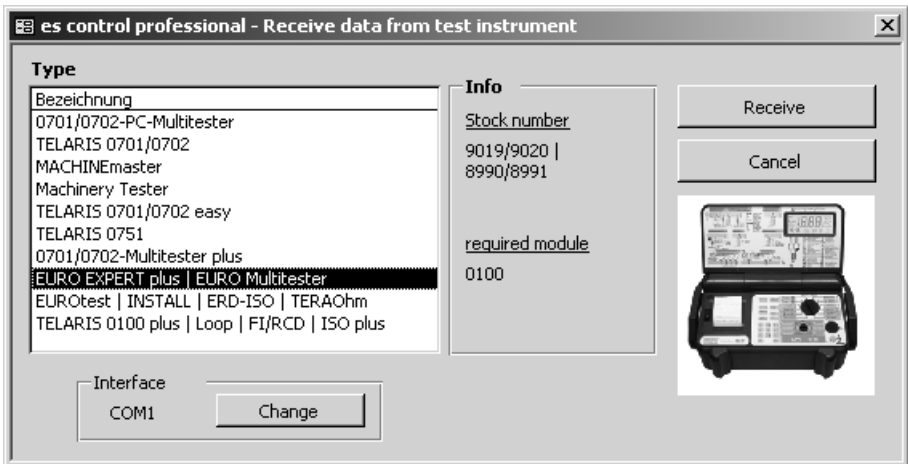 es control professional - Receive data from test instrument
Type
Bezeichnung
0701/0702-PC-Multitester
TELARIS 0701/0702
MACHINEmaster
Machinery Tester
TELARIS 0701/0702 easy
TELARIS 0751
0701/0702-Multitester plus
EURO EXPERT plus | EURO Multitester
EUROtest | INSTALL | ERD-ISO | TERAOhm
TELARIS 0100 plus | Loop | FI/RCD | ISO plus
Interface
COM1
Change
Info
Stock number
9019/9020 |
8990/8991
required module
0100
Receive
Cancel